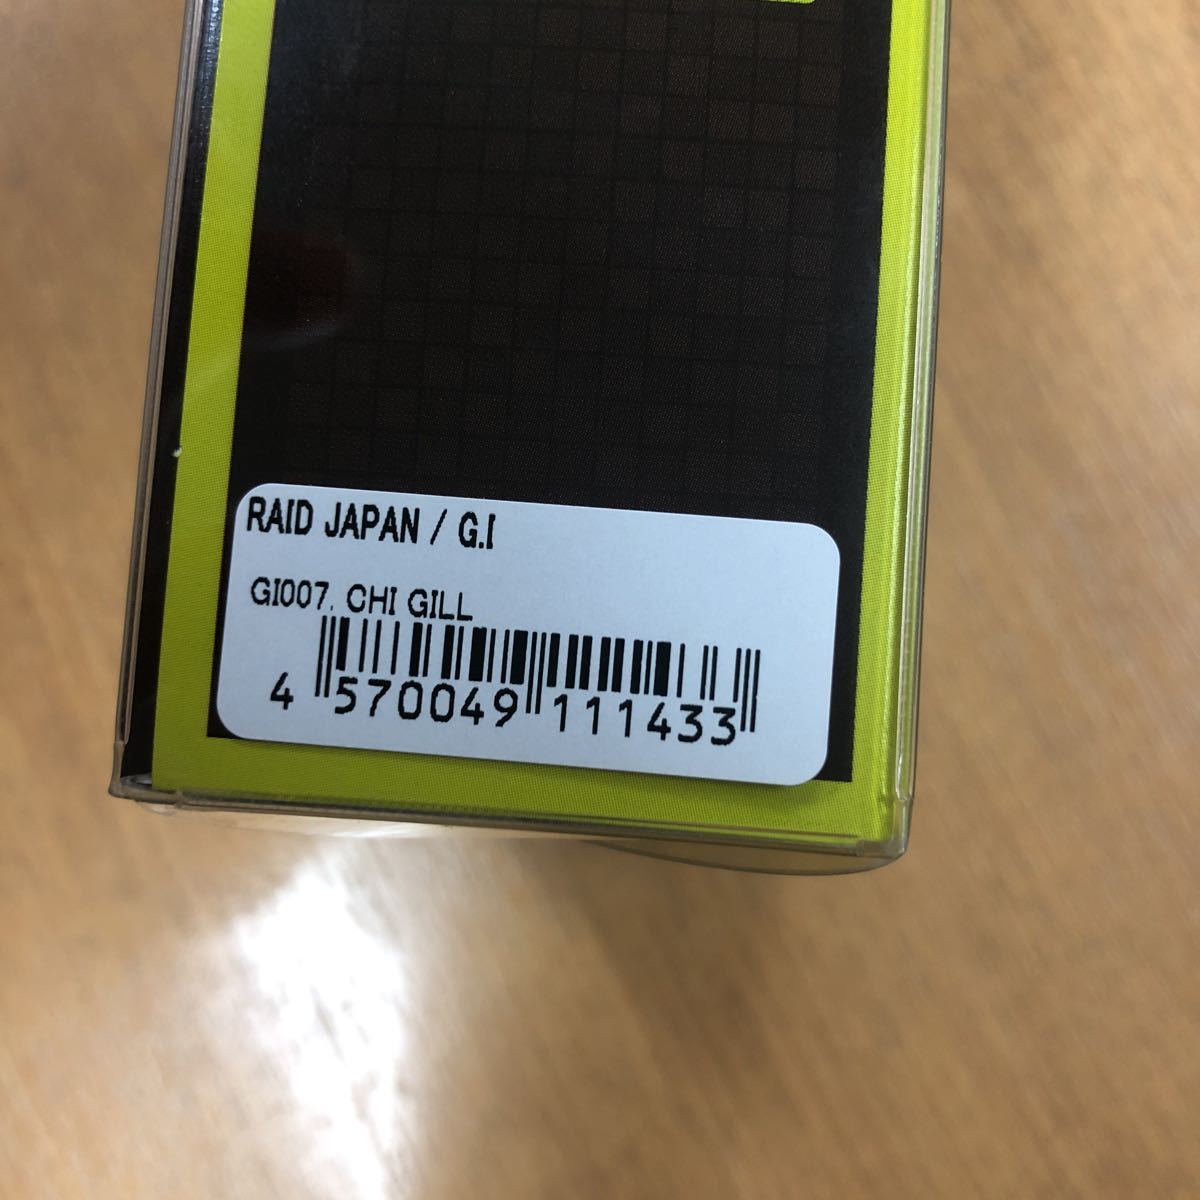 RAID JAPAN / G.I
GI007. CHI GILL
4 570049 111433